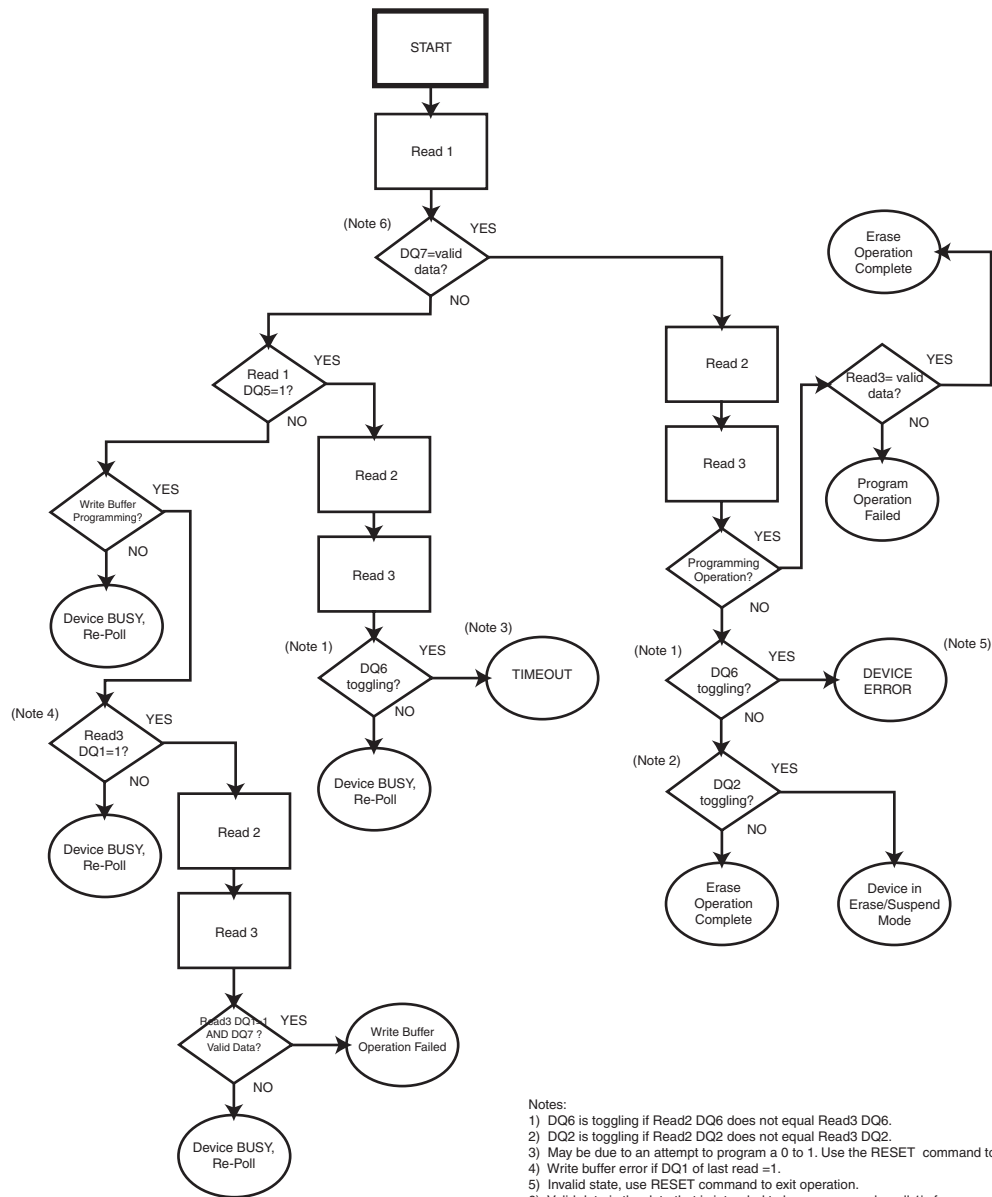 START
Read 1
(Note 6)
YES
DQ7=valid
data?
NO
Erase
Operation
Complete
Read 1
DQ5=1?
YES
NO
Read 2
Read3= valid
data?
YES
NO
Read 2
Read 3
Program
Operation
Failed
Write Buffer
Programming?
YES
NO
Device BUSY,
Re-Poll
Read 3
Programming
Operation?
YES
NO
(Note 1)
DQ6
toggling?
YES
NO
(Note 3)
TIMEOUT
(Note 1)
DQ6
toggling?
YES
NO
DEVICE
ERROR
(Note 5)
(Note 4)
Read3
DQ1=1?
YES
NO
Device BUSY,
Re-Poll
Device BUSY,
Re-Poll
(Note 2)
DQ2
toggling?
YES
NO
Read 2
Read 3
Erase
Operation
Complete
Device in
Erase/Suspend
Mode
Read3 DQ1=1
AND DQ7 ?
Valid Data?
YES
NO
Write Buffer
Operation Failed
Device BUSY,
Re-Poll
Notes:
1) DQ6 is toggling if Read2 DQ6 does not equal Read3 DQ6.
2) DQ2 is toggling if Read2 DQ2 does not equal Read3 DQ2.
3) May be due to an attempt to program a 0 to 1. Use the RESET command to
4) Write buffer error if DQ1 of last read =1.
5) Invalid state, use RESET command to exit operation.